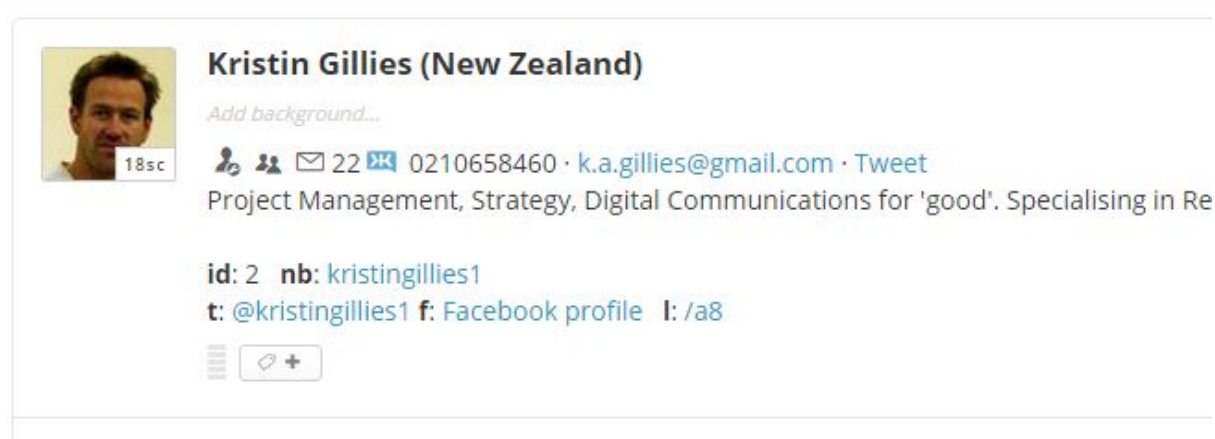 Kristin Gillies (New Zealand)
Add background...
18sc
22 0210658460 · k.a.gillies@gmail.com · Tweet
Project Management, Strategy, Digital Communications for 'good'. Specialising in Re
id: 2 nb: kristingillies1
t: @kristingillies1 f: Facebook profile l: /a8